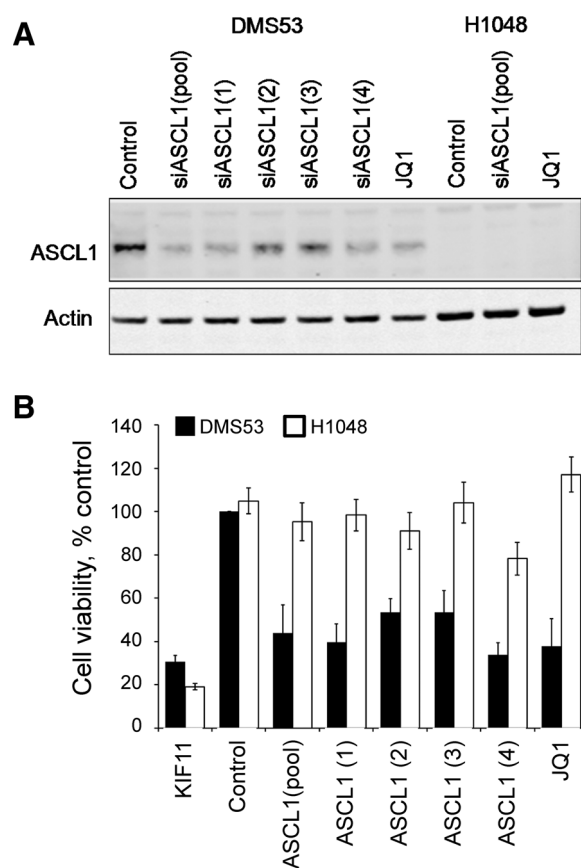 A
DMS53 H1048
Control siASCL1(pool) siASCL1(1) siASCL1(2) siASCL1(3) siASCL1(4) JQ1 Control siASCL1(pool) JQ1
ASCL1
Actin
B
DMS53 H1048
Cell viability, % control
140
120
100
80
60
40
20
0
KIF11 Control ASCL1(pool) ASCL1 (1) ASCL1 (2) ASCL1 (3) ASCL1 (4) JQ1